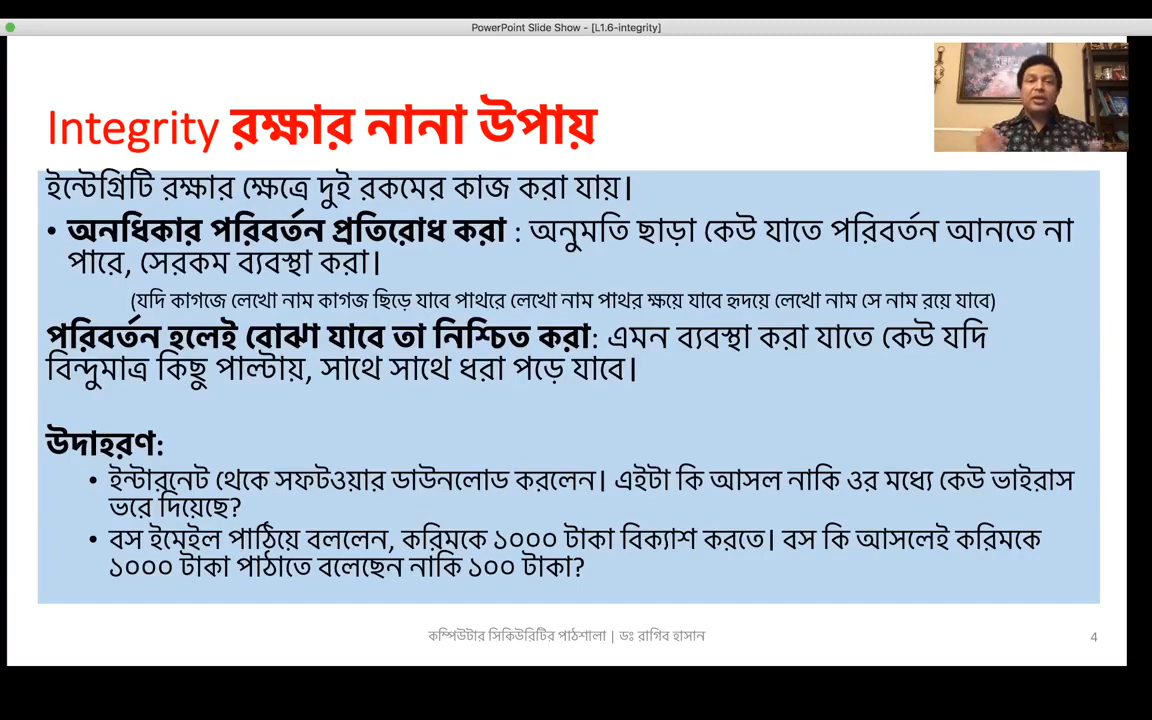 PowerPoint Slide Show - [L1.6-integrity]
Integrity রক্ষার নানা উপায়
ইন্টেগ্রিটি রক্ষার ক্ষেত্রে দুই রকমের কাজ করা যায়।
• অনধিকার পরিবর্তন প্রতিরোধ করা : অনুমতি ছাড়া কেউ যাতে পরিবর্তন আনতে না
পারে, সেরকম ব্যবস্থা করা।
(যদি কাগজে লেখো নাম কাগজ ছিড়ে যাবে পাথরে লেখো নাম পাথর ক্ষয়ে যাবে হৃদয়ে লেখো নাম সে নাম রয়ে যাবে)
পরিবর্তন হলেই বোঝা যাবে তা নিশ্চিত করা: এমন ব্যবস্থা করা যাতে কেউ যদি
বিন্দুমাত্র কিছু পাল্টায়, সাথে সাথে ধরা পড়ে যাবে।
উদাহরণ:
• ইন্টারনেট থেকে সফটওয়ার ডাউনলোড করলেন। এইটা কি আসল নাকি ওর মধ্যে কেউ ভাইরাস
ভরে দিয়েছে?
• বস ইমেইল পাঠিয়ে বললেন, করিমকে ১০০০ টাকা বিক্যাশ করতে। বস কি আসলেই করিমকে
১০০০ টাকা পাঠাতে বলেছেন নাকি ১০০ টাকা?
কম্পিউটার সিকিউরিটির পাঠশালা | ডঃ রাগিব হাসান
4